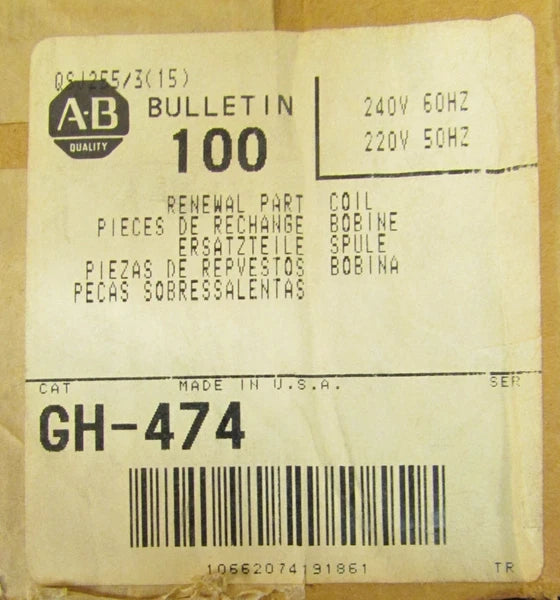 QSJ255/3(15)
A-B
QUALITY
BULLETIN
100
240V 60HZ
220V 50HZ
RENEWAL PART COIL
PIECES DE RECHANGE BOBINE
ERSATZTEILE SPULE
PIEZAS DE REPVESTOS BOBINA
PECAS SOBRESSALENTAS
CAT MADE IN U.S.A. SER
GH-474
10662074191861 TR